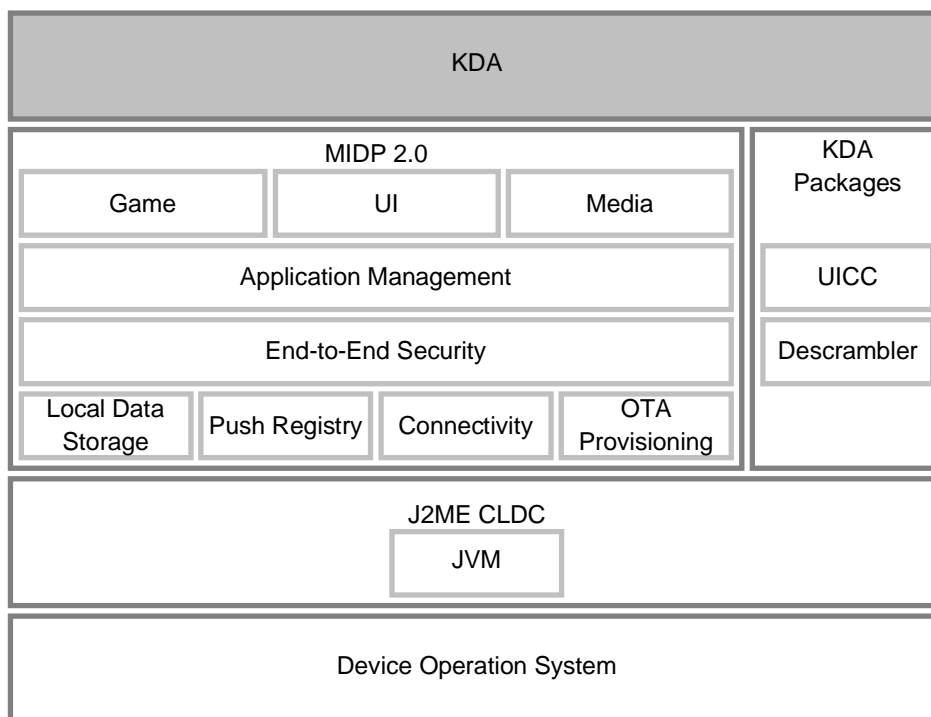 KDA
MIDP 2.0
Game
UI
Media
Application Management
End-to-End Security
Local Data
Storage
Push Registry
Connectivity
OTA
Provisioning
KDA
Packages
UICC
Descrambler
J2ME CLDC
JVM
Device Operation System